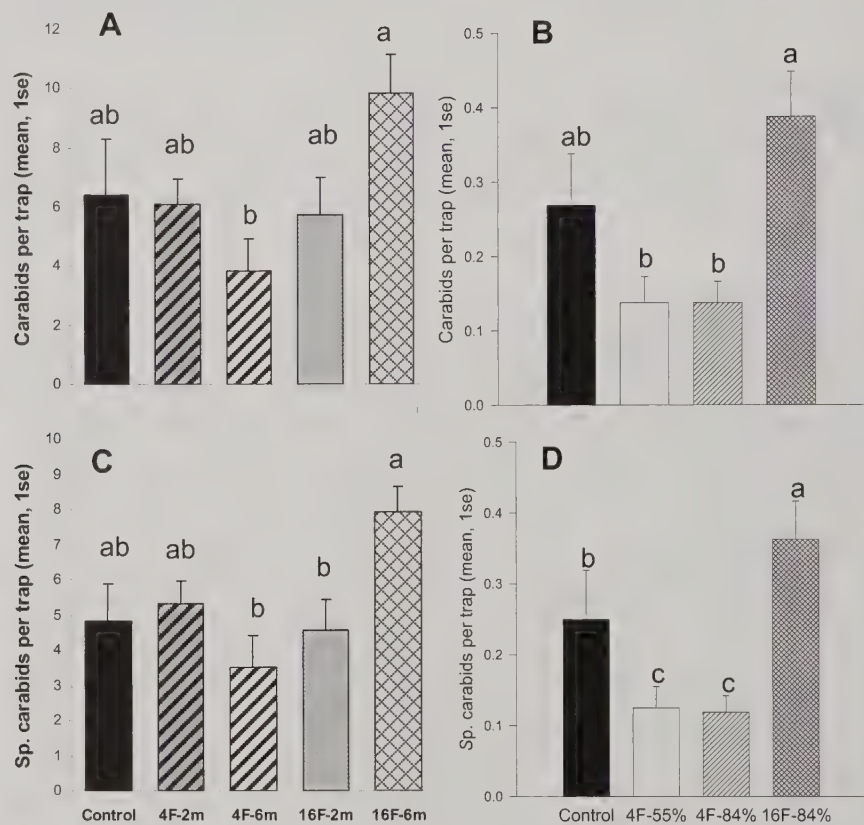 A
Carabids per trap (mean, 1se)
12
10
8
6
4
2
0
ab
ab
b
ab
a
B
Carabids per trap (mean, 1se)
0.5
0.4
0.3
0.2
0.1
0.0
ab
b
b
a
C
Sp. carabids per trap (mean, 1se)
10
9
8
7
6
5
4
3
2
1
0
ab
ab
b
b
a
Control 4F-2m 4F-6m 16F-2m 16F-6m
D
Sp. carabids per trap (mean, 1se)
0.5
0.4
0.3
0.2
0.1
0.0
b
c
c
a
Control 4F-55% 4F-84% 16F-84%